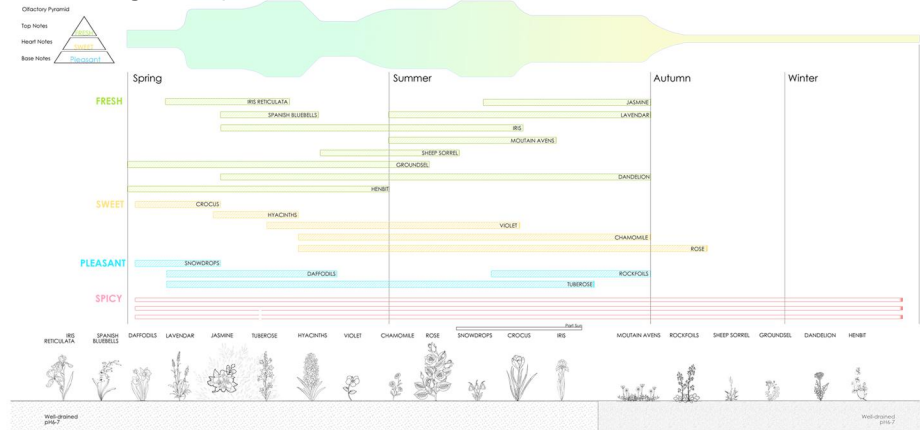 Olfactory Pyramid
Top Notes
FRESH
Heart Notes
SWEET
Base Notes
Pleasant
Spring
Summer
Autumn
Winter
FRESH
IRIS RETICULATA
JASMINE
SPANISH BLUEBELLS
LAVENDAR
IRIS
MOUTAIN AVENS
SHEEP SORREL
GROUNDSEL
DANDELION
HENBIT
SWEET
CROCUS
HYACINTHS
VIOLET
CHAMOMILE
ROSE
PLEASANT
SNOWDROPS
DAFFODILS
ROCKFOILS
TUBEROSE
SPICY
Part Sun
IRIS
RETICULATA
SPANISH
BLUEBELLS
DAFFODILS
LAVENDAR
JASMINE
TUBEROSE
HYACINTHS
VIOLET
CHAMOMILE
ROSE
SNOWDROPS
CROCUS
IRIS
MOUTAIN AVENS
ROCKFOILS
SHEEP SORREL
GROUNDSEL
DANDELION
HENBIT
Well-drained
pH6-7
Well-drained
pH6-7